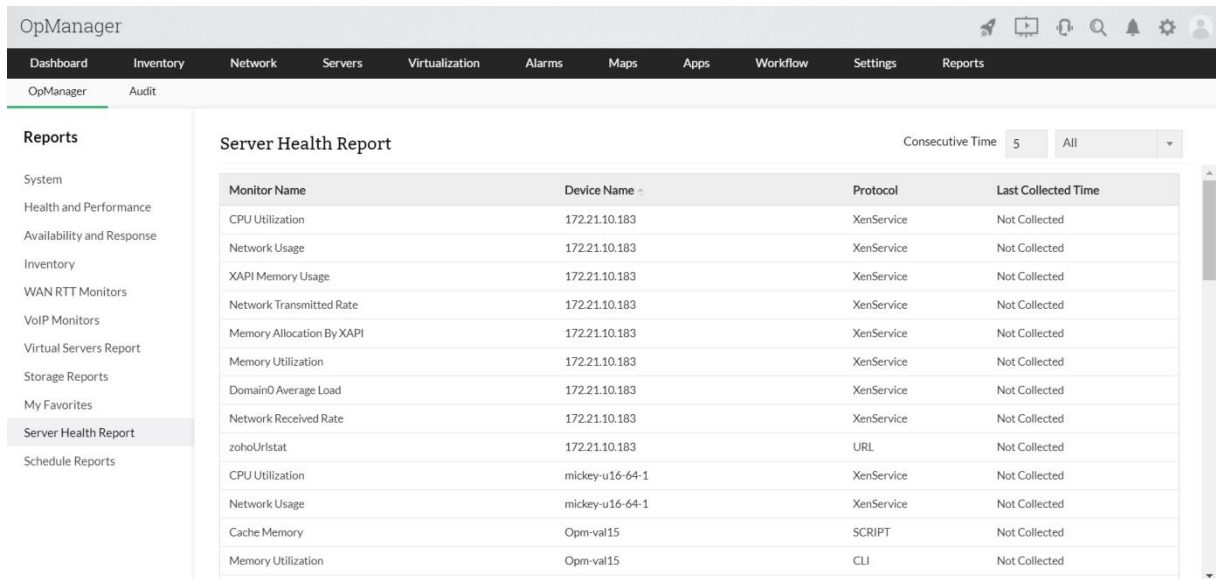 OpManager
Dashboard Inventory Network Servers Virtualization Alarms Maps Apps Workflow Settings Reports
OpManager Audit
Reports
Server Health Report
Consecutive Time 5 All
System
Health and Performance
Availability and Response
Inventory
WAN RTT Monitors
VoIP Monitors
Virtual Servers Report
Storage Reports
My Favorites
Server Health Report
Schedule Reports
Monitor Name Device Name Protocol Last Collected Time
CPU Utilization 172.21.10.183 XenService Not Collected
Network Usage 172.21.10.183 XenService Not Collected
XAPI Memory Usage 172.21.10.183 XenService Not Collected
Network Transmitted Rate 172.21.10.183 XenService Not Collected
Memory Allocation By XAPI 172.21.10.183 XenService Not Collected
Memory Utilization 172.21.10.183 XenService Not Collected
Domain0 Average Load 172.21.10.183 XenService Not Collected
Network Received Rate 172.21.10.183 XenService Not Collected
zohoUrlstat 172.21.10.183 URL Not Collected
CPU Utilization mickey-u16-64-1 XenService Not Collected
Network Usage mickey-u16-64-1 XenService Not Collected
Cache Memory Opm-val15 SCRIPT Not Collected
Memory Utilization Opm-val15 CLI Not Collected